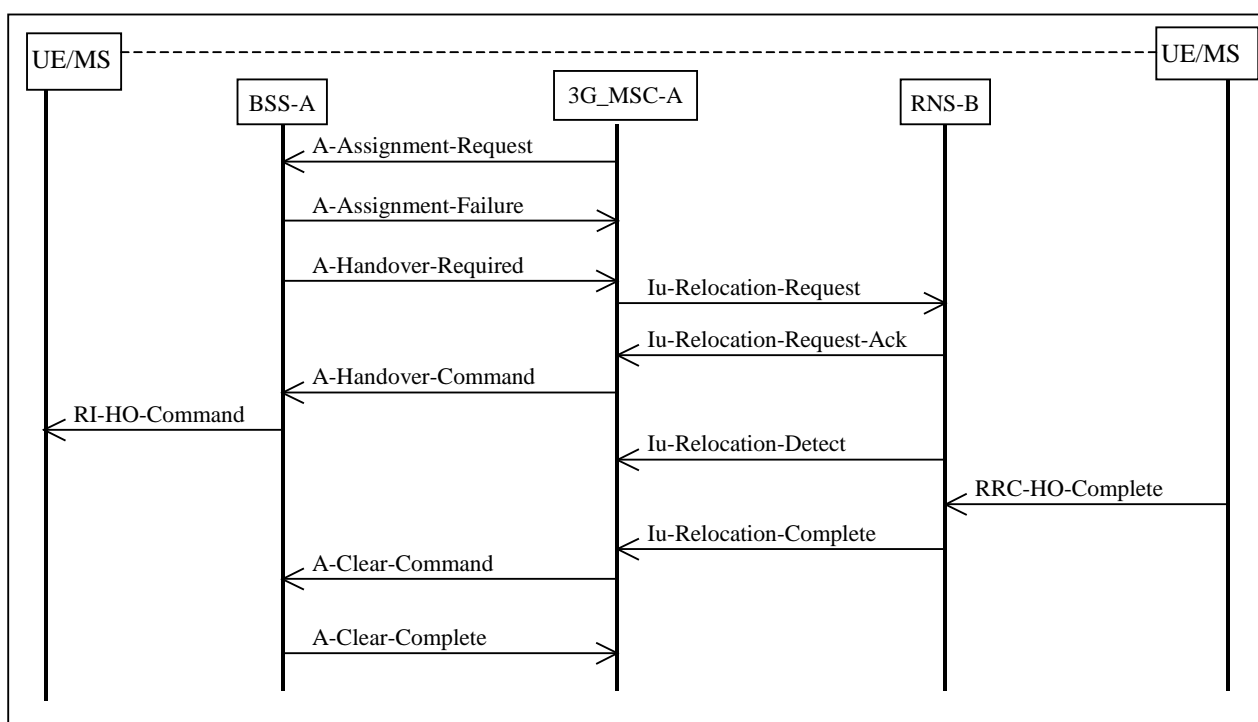 UE/MS
UE/MS
BSS-A
3G_MSC-A
RNS-B
A-Assignment-Request
A-Assignment-Failure
A-Handover-Required
Iu-Relocation-Request
Iu-Relocation-Request-Ack
A-Handover-Command
RI-HO-Command
Iu-Relocation-Detect
RRC-HO-Complete
Iu-Relocation-Complete
A-Clear-Command
A-Clear-Complete